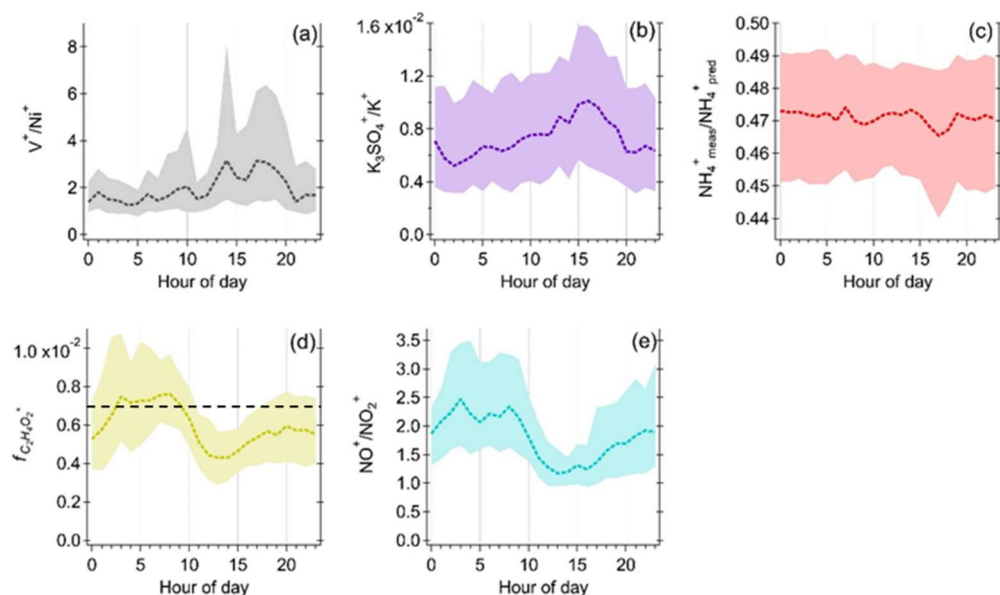 (a)
V⁺/Ni⁺
8
6
4
2
0
0 5 10 15 20
Hour of day
(b)
K₃SO₄⁺/K⁺
1.6 x10⁻²
1.2
0.8
0.4
0.0
0 5 10 15 20
Hour of day
(c)
NH₄⁺ meas/NH₄⁺ pred
0.50
0.49
0.48
0.47
0.46
0.45
0.44
0 5 10 15 20
Hour of day
(d)
f C₂H₄O₂⁺
1.0 x10⁻²
0.8
0.6
0.4
0.2
0.0
0 5 10 15 20
Hour of day
(e)
NO⁺/NO₂⁺
3.5
3.0
2.5
2.0
1.5
1.0
0.5
0.0
0 5 10 15 20
Hour of day